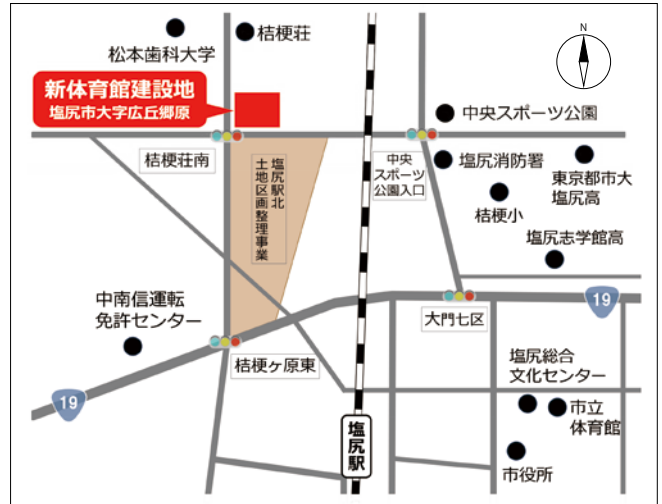 松本歯科大学
桔梗荘
N
新体育館建設地
塩尻市大字広丘郷原
中央スポーツ公園
桔梗荘南
塩尻駅北
土地区画整理事業
中央
スポーツ
公園入口
塩尻消防署
東京都市大
塩尻高
桔梗小
塩尻志学館高
中南信運転
免許センター
19
大門七区
桔梗ヶ原東
塩尻総合
文化センター
19
市立
体育館
塩尻駅
市役所